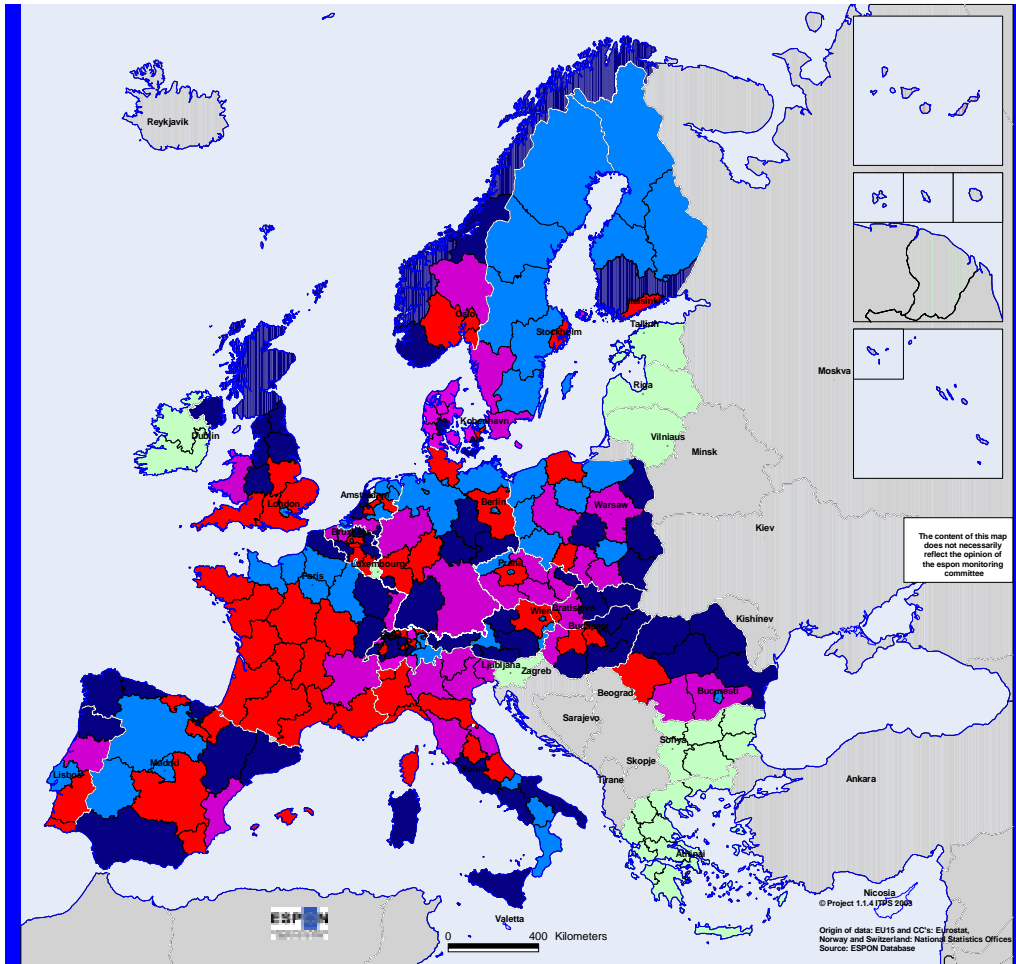 Reykjavik
Oslo
Helsinki
Stockholm
Tallinn
Riga
Moskva
Kobenhavn
Dublin
Vilniaus
Minsk
Amsterdam
Berlin
London
Warsaw
Kiev
The content of this map
does not necessarily
reflect the opinion of
the espon monitoring
committee
Luxembourg
Praha
Paris
Wien
Bratislava
Kishinev
Ljubljana
Zagreb
Beograd
Bucuresti
Sarajevo
Sofiya
Skopje
Madrid
Lisboa
Tirane
Ankara
Athinai
Nicosia
© Project 1.1.4 ITPS 2003
ESPON
Valetta
0 400 Kilometers
Origin of data: EU15 and CC's: Eurostat,
Norway and Switzerland: National Statistics Offices
Source: ESPON Database